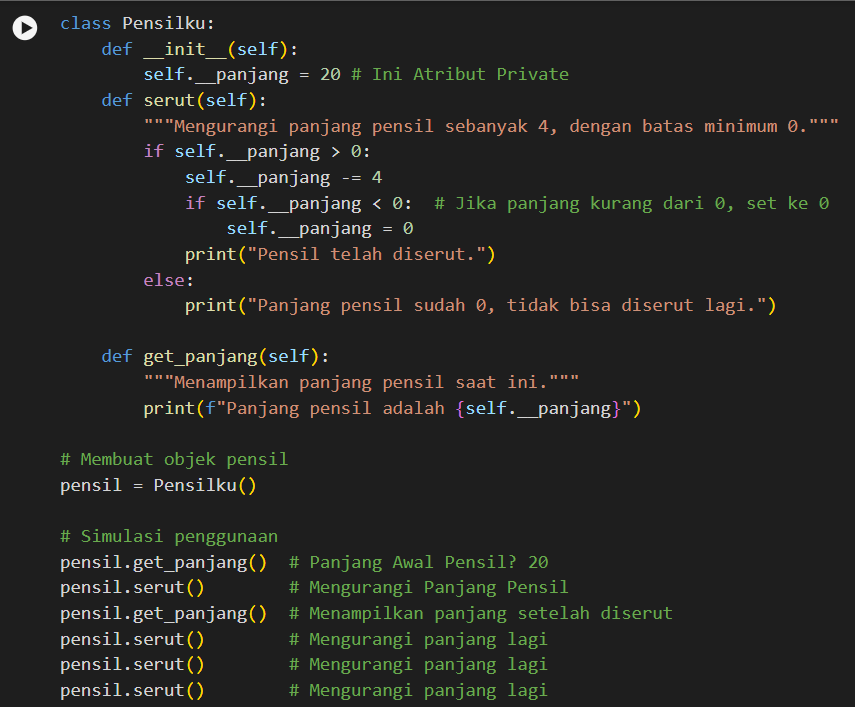 class Pensilku:
    def __init__(self):
        self.__panjang = 20 # Ini Atribut Private
    def serut(self):
        """Mengurangi panjang pensil sebanyak 4, dengan batas minimum 0."""
        if self.__panjang > 0:
            self.__panjang -= 4
            if self.__panjang < 0:  # Jika panjang kurang dari 0, set ke 0
                self.__panjang = 0
            print("Pensil telah diserut.")
        else:
            print("Panjang pensil sudah 0, tidak bisa diserut lagi.")

    def get_panjang(self):
        """Menampilkan panjang pensil saat ini."""
        print(f"Panjang pensil adalah {self.__panjang}")

# Membuat objek pensil
pensil = Pensilku()

# Simulasi penggunaan
pensil.get_panjang()  # Panjang Awal Pensil? 20
pensil.serut()        # Mengurangi Panjang Pensil
pensil.get_panjang()  # Menampilkan panjang setelah diserut
pensil.serut()        # Mengurangi panjang lagi
pensil.serut()        # Mengurangi panjang lagi
pensil.serut()        # Mengurangi panjang lagi